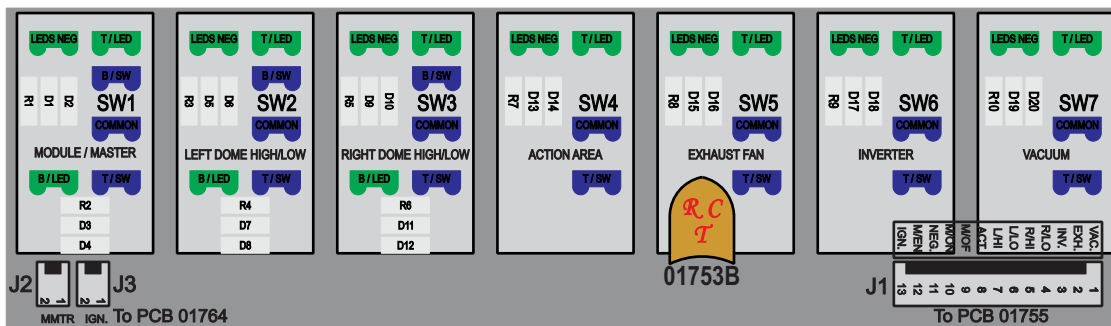 LEDS NEG T / LED LEDS NEG T / LED LEDS NEG T / LED LEDS NEG T / LED LEDS NEG T / LED LEDS NEG T / LED LEDS NEG T / LED
B / SW B / SW B / SW
R1 D1 D2 SW1 R3 D5 D6 SW2 R5 D9 D10 SW3 R7 D13 D14 SW4 R8 D15 D16 SW5 R9 D17 D18 SW6 R10 D19 D20 SW7
COMMON COMMON COMMON COMMON COMMON COMMON
MODULE / MASTER LEFT DOME HIGH/LOW RIGHT DOME HIGH/LOW ACTION AREA EXHAUST FAN INVERTER VACUUM
B / LED T / SW B / LED T / SW B / LED T / SW T / SW T / SW T / SW T / SW
R2 R4 R6
D3 D7 D11
D4 D8 D12
R C
T
01753B
IGN. M/EN NEG. M/ON M/OF ACT. L/HI L/LO R/HI R/LO INV. EXH. VAC.
J2 2 1 2 1 J3
J1 13 12 11 10 9 8 7 6 5 4 3 2 1
MMTR IGN. To PCB 01764
To PCB 01755